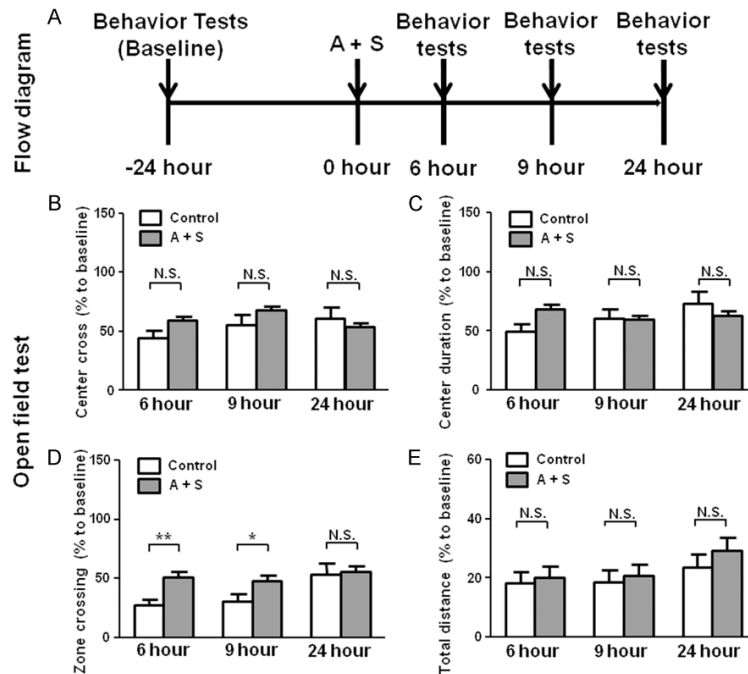 A
Flow diagram
Behavior Tests
(Baseline)
A + S
Behavior
tests
Behavior
tests
Behavior
tests
-24 hour
0 hour
6 hour
9 hour
24 hour
Open field test
B
Center cross (% to baseline)
150
100
50
0
Control
A + S
N.S.
N.S.
N.S.
6 hour
9 hour
24 hour
C
Center duration (% to baseline)
150
100
50
0
Control
A + S
N.S.
N.S.
N.S.
6 hour
9 hour
24 hour
D
Zone crossing (% to baseline)
150
100
50
0
Control
A + S
**
*
N.S.
6 hour
9 hour
24 hour
E
Total distance (% to baseline)
60
40
20
0
Control
A + S
N.S.
N.S.
N.S.
6 hour
9 hour
24 hour